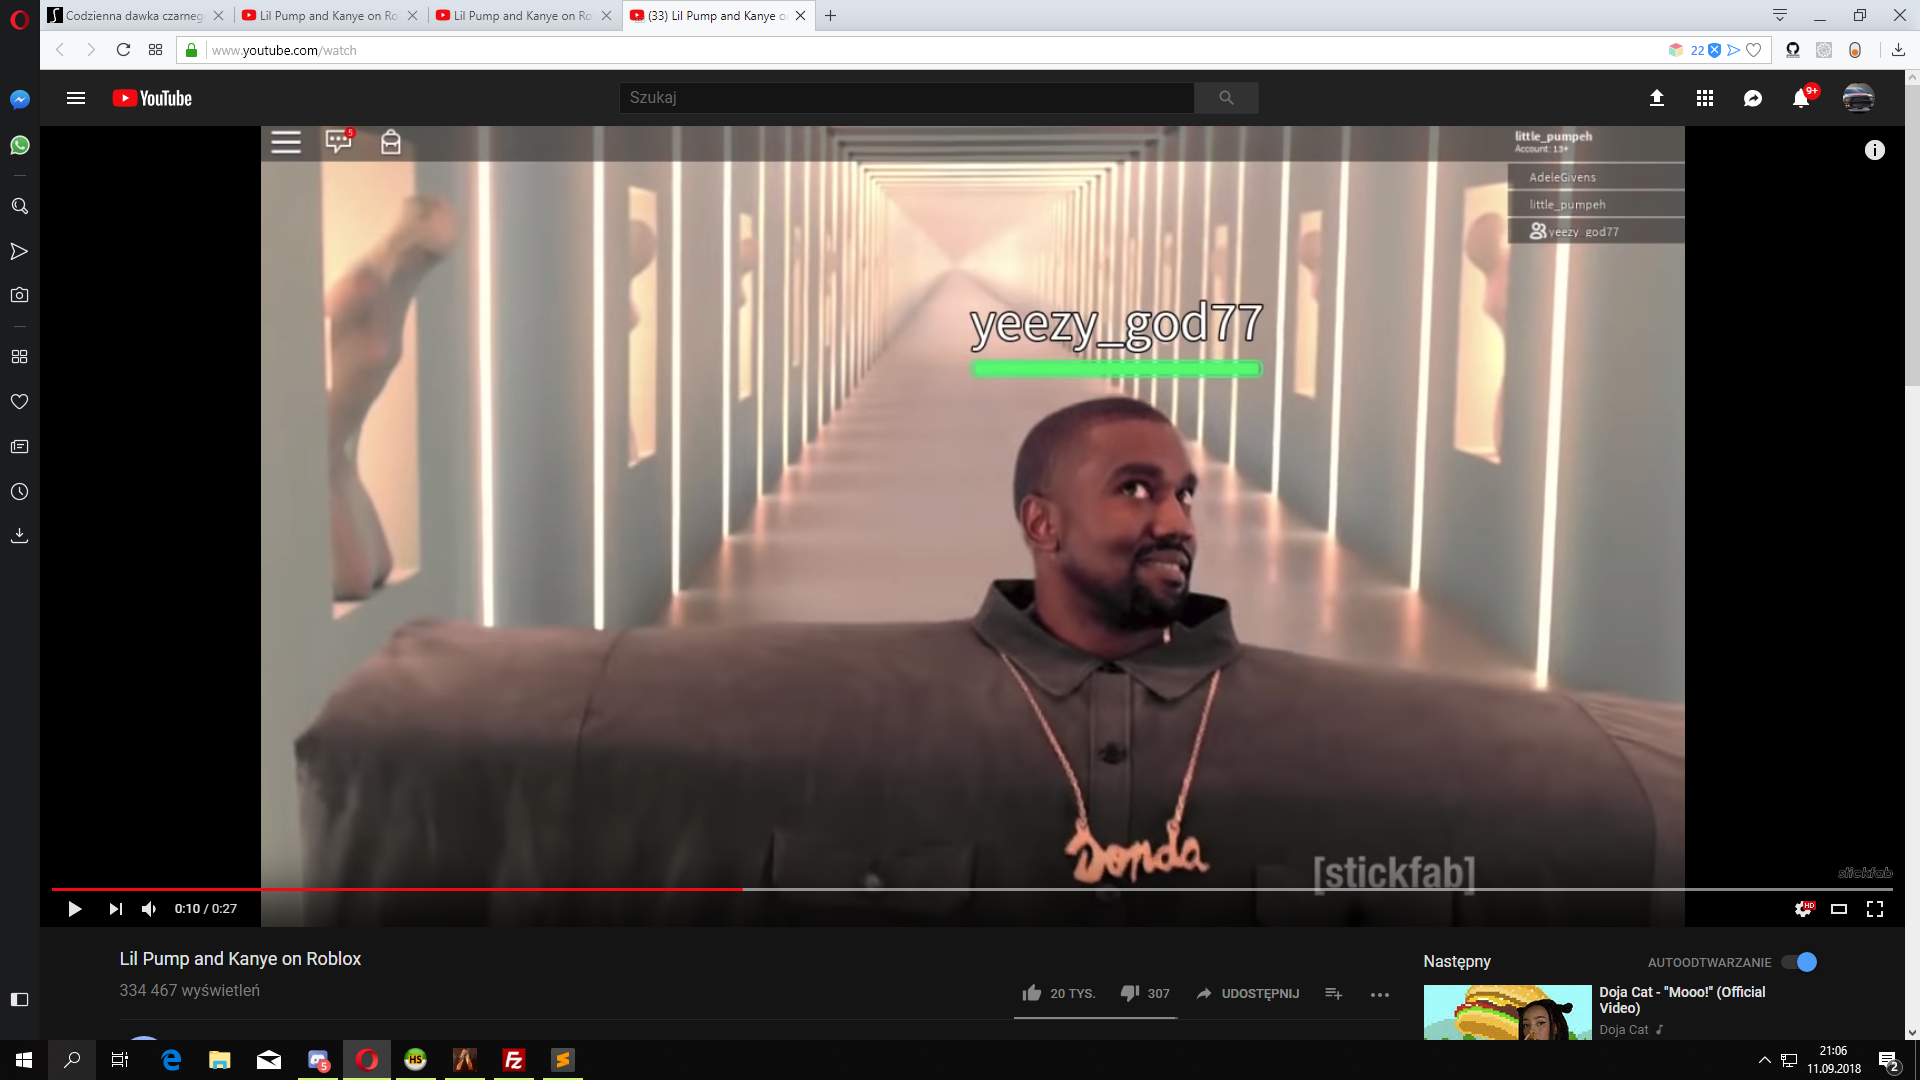 Codzienna dawka czarneg
Lil Pump and Kanye on Ro
Lil Pump and Kanye on Ro
(33) Lil Pump and Kanye o
www.youtube.com/watch
22
YouTube
Szukaj
9+
5
little_pumpeh
Account: 13+
AdeleGivens
little_pumpeh
yeezy_god77
yeezy_god77
Donda
[stickfab]
stickfab
0:10 / 0:27
HD
Lil Pump and Kanye on Roblox
334 467 wyświetleń
20 TYS.
307
UDOSTĘPNIJ
Następny
AUTOODTWARZANIE
Doja Cat - "Mooo!" (Official
Video)
Doja Cat
5
HS
Fz
21:06
11.09.2018
2